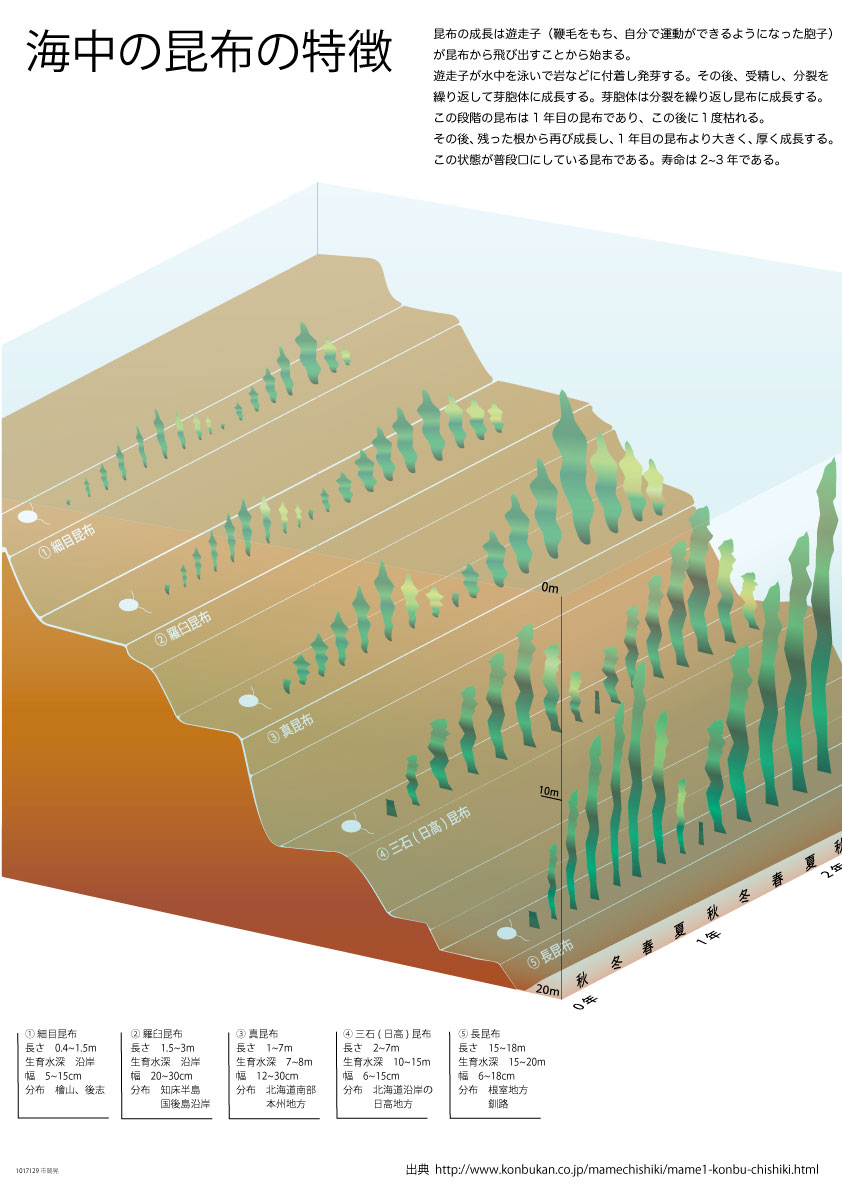 海中の昆布の特徴
昆布の成長は遊走子（鞭毛をもち、自分で運動ができるようになった胞子）
が昆布から飛び出すことから始まる。
遊走子が水中を泳いで岩などに付着し発芽する。その後、受精し、分裂を
繰り返して芽胞体に成長する。芽胞体は分裂を繰り返し昆布に成長する。
この段階の昆布は 1 年目の昆布であり、この後に 1 度枯れる。
その後、残った根から再び成長し、1 年目の昆布より大きく、厚く成長する。
この状態が普段口にしている昆布である。寿命は 2~3 年である。
① 細目昆布
② 羅臼昆布
③ 真昆布
④ 三石 ( 日高 ) 昆布
⑤ 長昆布
0m
10m
20m
秋 冬 春 夏 秋 冬 春 夏 秋
0 年 1 年 2 年
① 細目昆布
長さ 0.4~1.5m
生育水深 沿岸
幅 5~15cm
分布 檜山、後志
② 羅臼昆布
長さ 1.5~3m
生育水深 沿岸
幅 20~30cm
分布 知床半島
国後島沿岸
③ 真昆布
長さ 1~7m
生育水深 7~8m
幅 12~30cm
分布 北海道南部
本州地方
④ 三石 ( 日高 ) 昆布
長さ 2~7m
生育水深 10~15m
幅 6~15cm
分布 北海道沿岸の
日高地方
⑤ 長昆布
長さ 15~18m
生育水深 15~20m
幅 6~18cm
分布 根室地方
釧路
1017129
出典 http://www.konbukan.co.jp/mamechishiki/mame1-konbu-chishiki.html